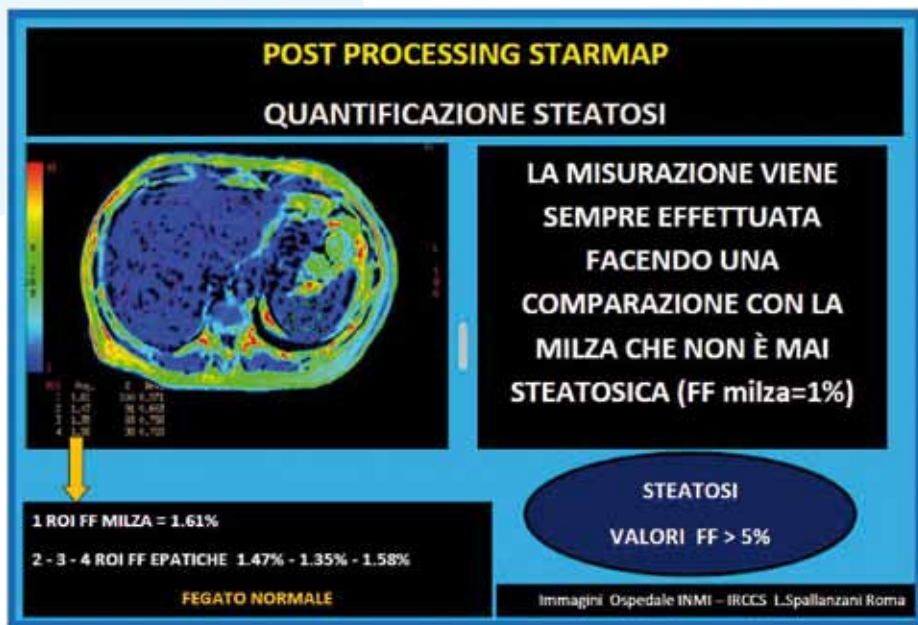 POST PROCESSING STARMAP
QUANTIFICAZIONE STEATOSI
LA MISURAZIONE VIENE
SEMPRE EFFETTUATA
FACENDO UNA
COMPARAZIONE CON LA
MILZA CHE NON È MAI
STEATOSICA (FF milza=1%)
1 ROI FF MILZA = 1.61%
2 - 3 - 4 ROI FF EPATICHE 1.47% - 1.35% - 1.58%
FEGATO NORMALE
STEATOSI
VALORI FF > 5%
Immagini Ospedale INMI – IRCCS L.Spallanzani Roma